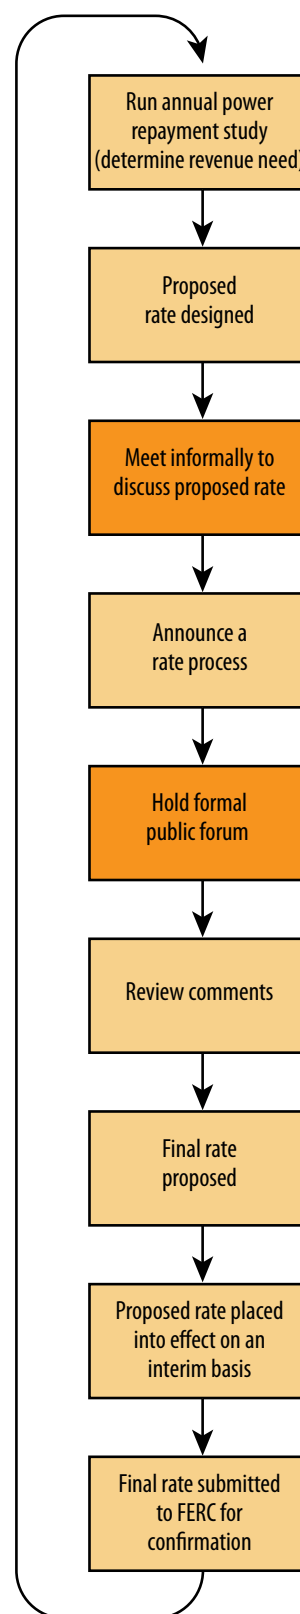 Run annual power
repayment study
(determine revenue need)
Proposed
rate designed
Meet informally to
discuss proposed rate
Announce a
rate process
Hold formal
public forum
Review comments
Final rate
proposed
Proposed rate placed
into effect on an
interim basis
Final rate submitted
to FERC for
confirmation